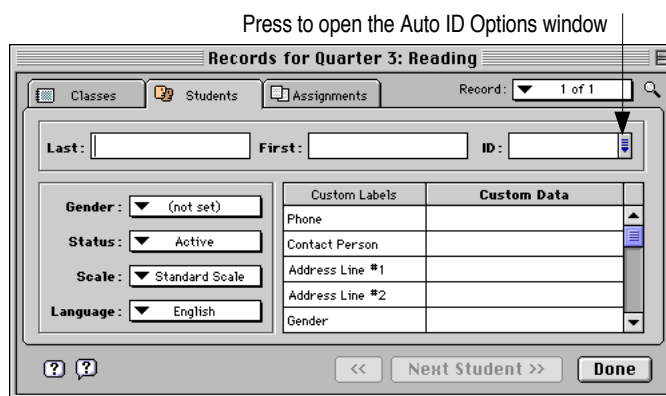 Press to open the Auto ID Options window
Records for Quarter 3: Reading
Classes Students Assignments Record: 1 of 1
Last: First: ID:
Gender: (not set)
Status: Active
Scale: Standard Scale
Language: English
Custom Labels Custom Data
Phone
Contact Person
Address Line #1
Address Line #2
Gender
? ? << Next Student >> Done